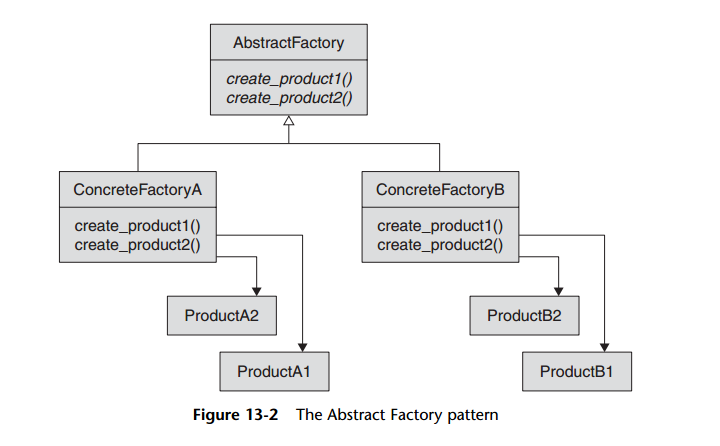 AbstractFactory
create_product1()
create_product2()
ConcreteFactoryA
create_product1()
create_product2()
ConcreteFactoryB
create_product1()
create_product2()
ProductA2
ProductA1
ProductB2
ProductB1
Figure 13-2 The Abstract Factory pattern